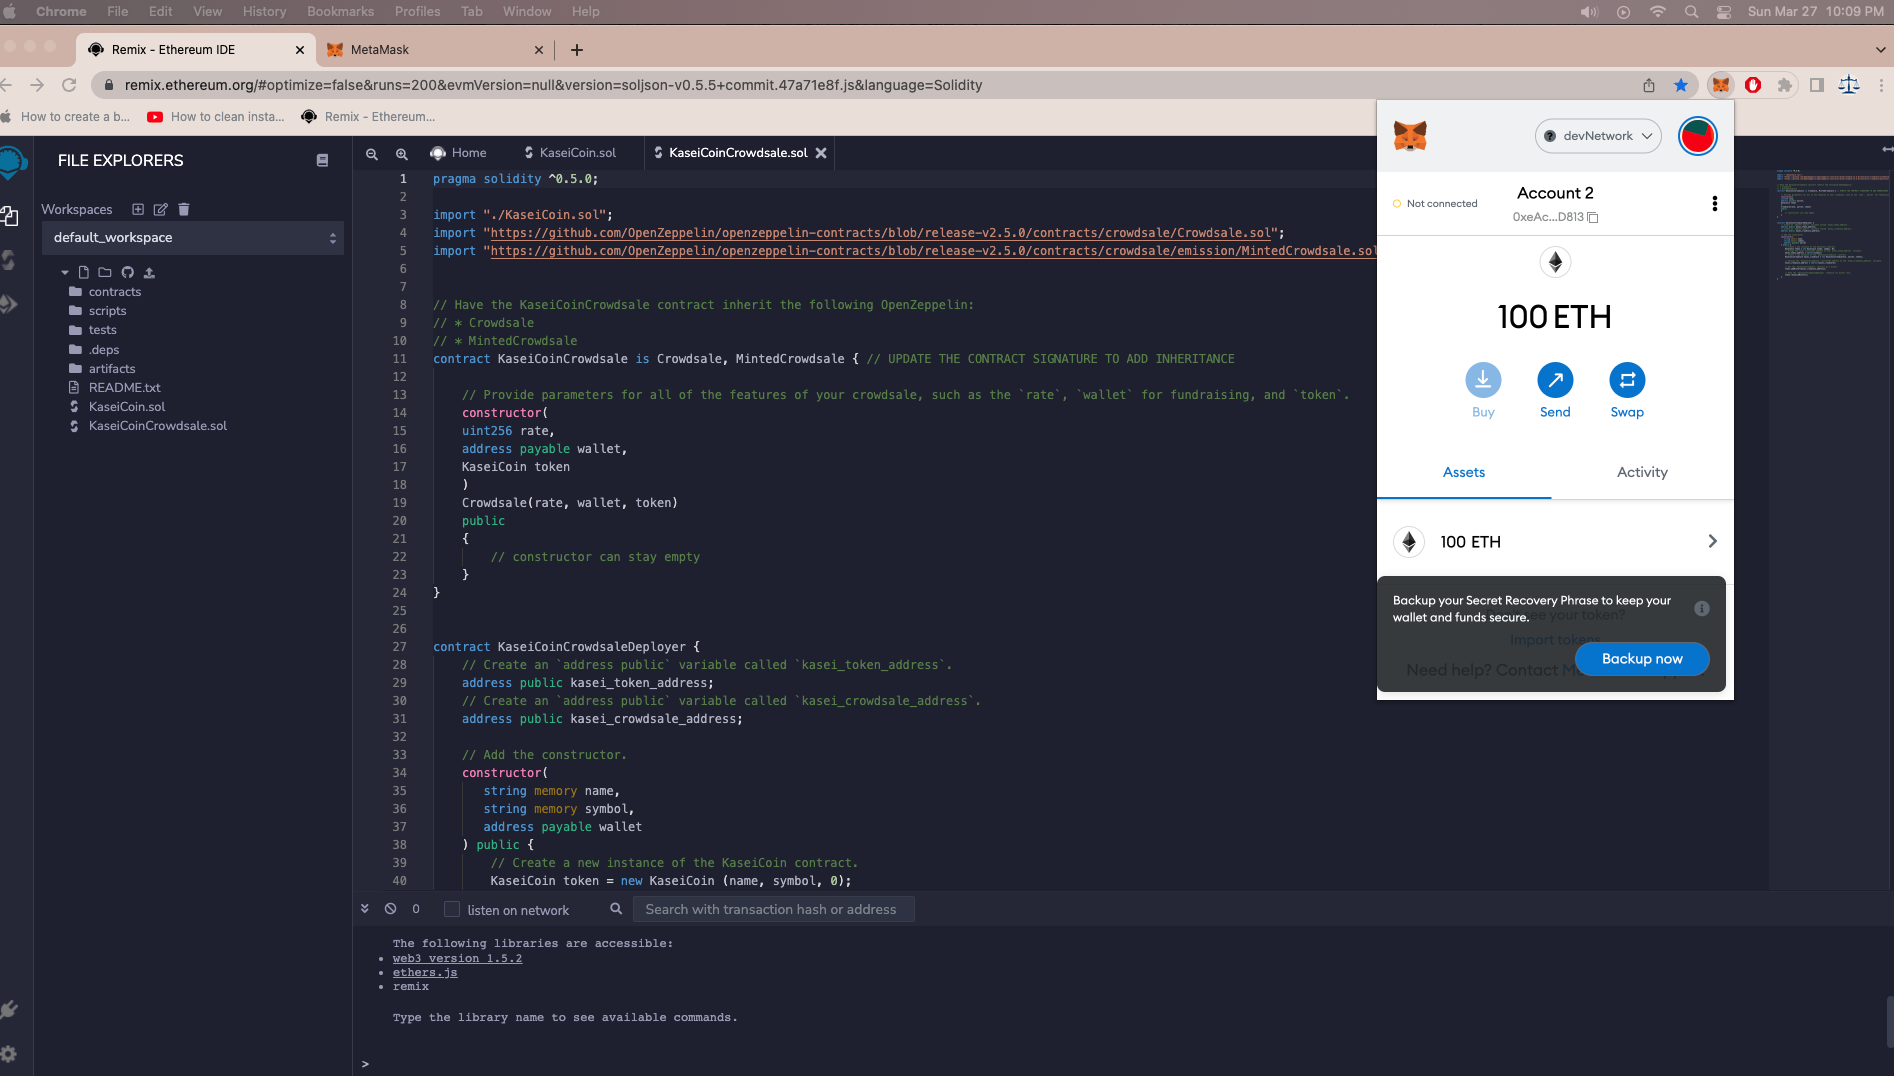 Chrome File Edit View History Bookmarks Profiles Tab Window Help Sun Mar 27 10:09 PM
Remix - Ethereum IDE
MetaMask
remix.ethereum.org/#optimize=false&runs=200&evmVersion=null&version=soljson-v0.5.5+commit.47a71e8f.js&language=Solidity
How to create a b... How to clean insta... Remix - Ethereum...
FILE EXPLORERS
Workspaces
default_workspace
contracts
scripts
tests
.deps
artifacts
README.txt
KaseiCoin.sol
KaseiCoinCrowdsale.sol
Home KaseiCoin.sol KaseiCoinCrowdsale.sol
1 pragma solidity ^0.5.0;
2
3 import "./KaseiCoin.sol";
4 import "https://github.com/OpenZeppelin/openzeppelin-contracts/blob/release-v2.5.0/contracts/crowdsale/Crowdsale.sol";
5 import "https://github.com/OpenZeppelin/openzeppelin-contracts/blob/release-v2.5.0/contracts/crowdsale/emission/MintedCrowdsale.sol
6
7
8 // Have the KaseiCoinCrowdsale contract inherit the following OpenZeppelin:
9 // * Crowdsale
10 // * MintedCrowdsale
11 contract KaseiCoinCrowdsale is Crowdsale, MintedCrowdsale { // UPDATE THE CONTRACT SIGNATURE TO ADD INHERITANCE
12
13 // Provide parameters for all of the features of your crowdsale, such as the `rate`, `wallet` for fundraising, and `token`.
14 constructor(
15 uint256 rate,
16 address payable wallet,
17 KaseiCoin token
18 )
19 Crowdsale(rate, wallet, token)
20 public
21 {
22 // constructor can stay empty
23 }
24 }
25
26
27 contract KaseiCoinCrowdsaleDeployer {
28 // Create an `address public` variable called `kasei_token_address`.
29 address public kasei_token_address;
30 // Create an `address public` variable called `kasei_crowdsale_address`.
31 address public kasei_crowdsale_address;
32
33 // Add the constructor.
34 constructor(
35 string memory name,
36 string memory symbol,
37 address payable wallet
38 ) public {
39 // Create a new instance of the KaseiCoin contract.
40 KaseiCoin token = new KaseiCoin (name, symbol, 0);
0 listen on network Search with transaction hash or address
The following libraries are accessible:
• web3 version 1.5.2
• ethers.js
• remix
Type the library name to see available commands.
>
devNetwork
Not connected
Account 2
0xeAc...D813
100 ETH
Buy Send Swap
Assets Activity
100 ETH
Backup your Secret Recovery Phrase to keep your
wallet and funds secure.
see your token?
Import tokens
Backup now
Need help? Contact